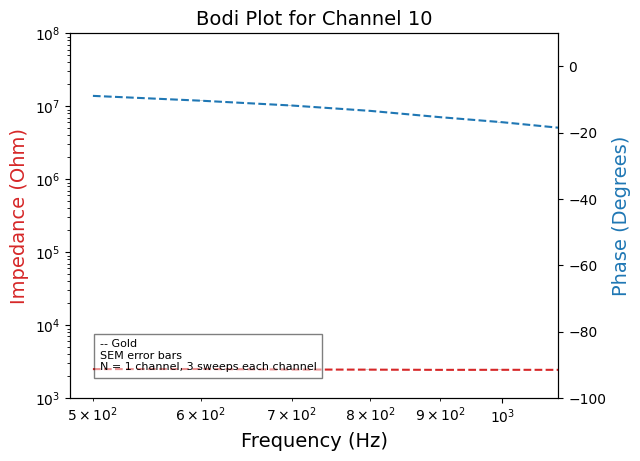 Bodi Plot for Channel 10
10⁸
10⁷
10⁶
10⁵
10⁴
10³
Impedance (Ohm)
0
−20
−40
−60
−80
−100
Phase (Degrees)
-- Gold
SEM error bars
N = 1 channel, 3 sweeps each channel
5 × 10² 6 × 10² 7 × 10² 8 × 10² 9 × 10² 10³
Frequency (Hz)